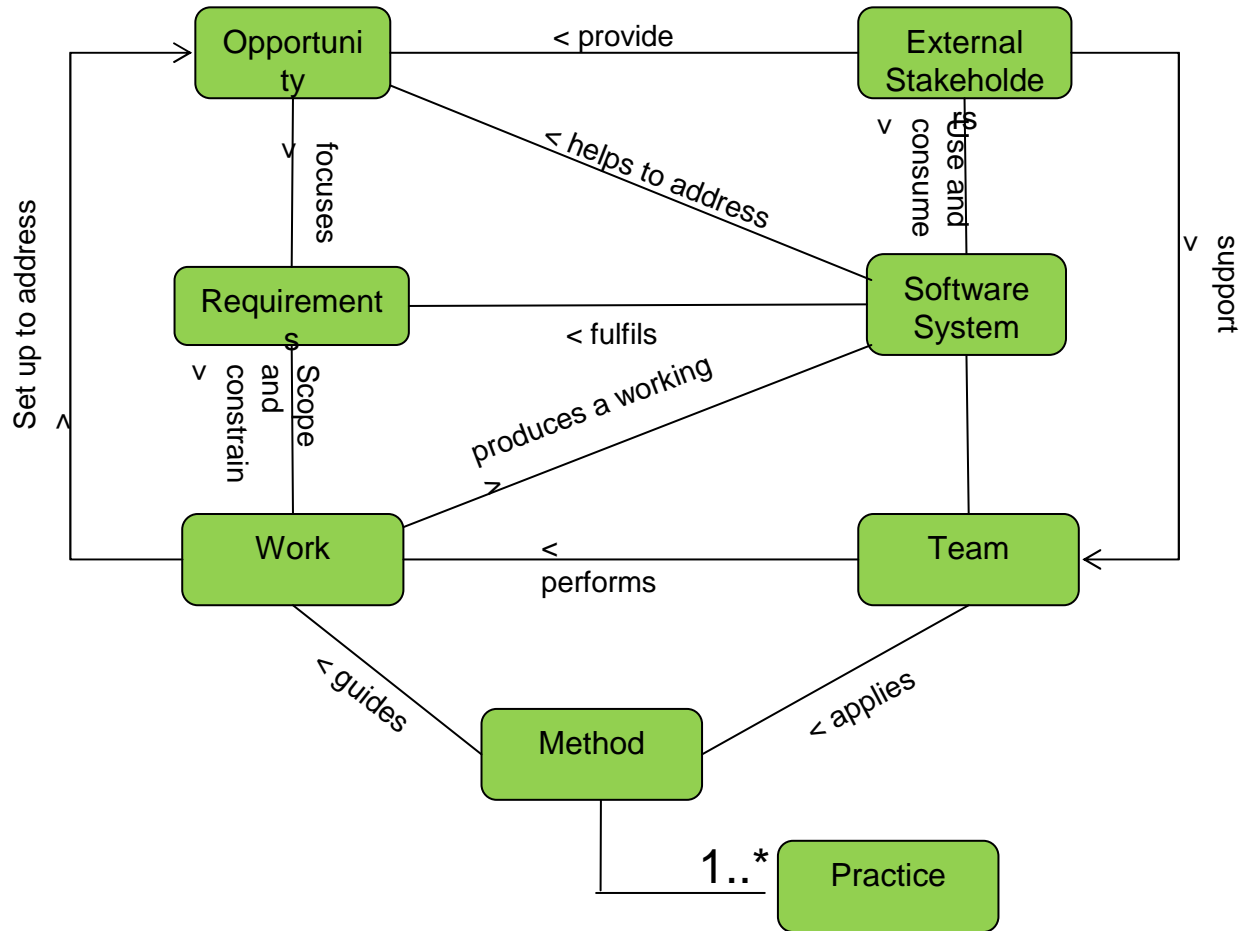 Opportuni
ty
< provide
External
Stakeholde
rs
< helps to address
>
focuses
>
Use and
consume
Set up to address
>
>
support
Requirement
s
Software
System
< fulfils
>
Scope
and
constrain
produces a working
>
Work
<
performs
Team
< guides
< applies
Method
1..*
Practice